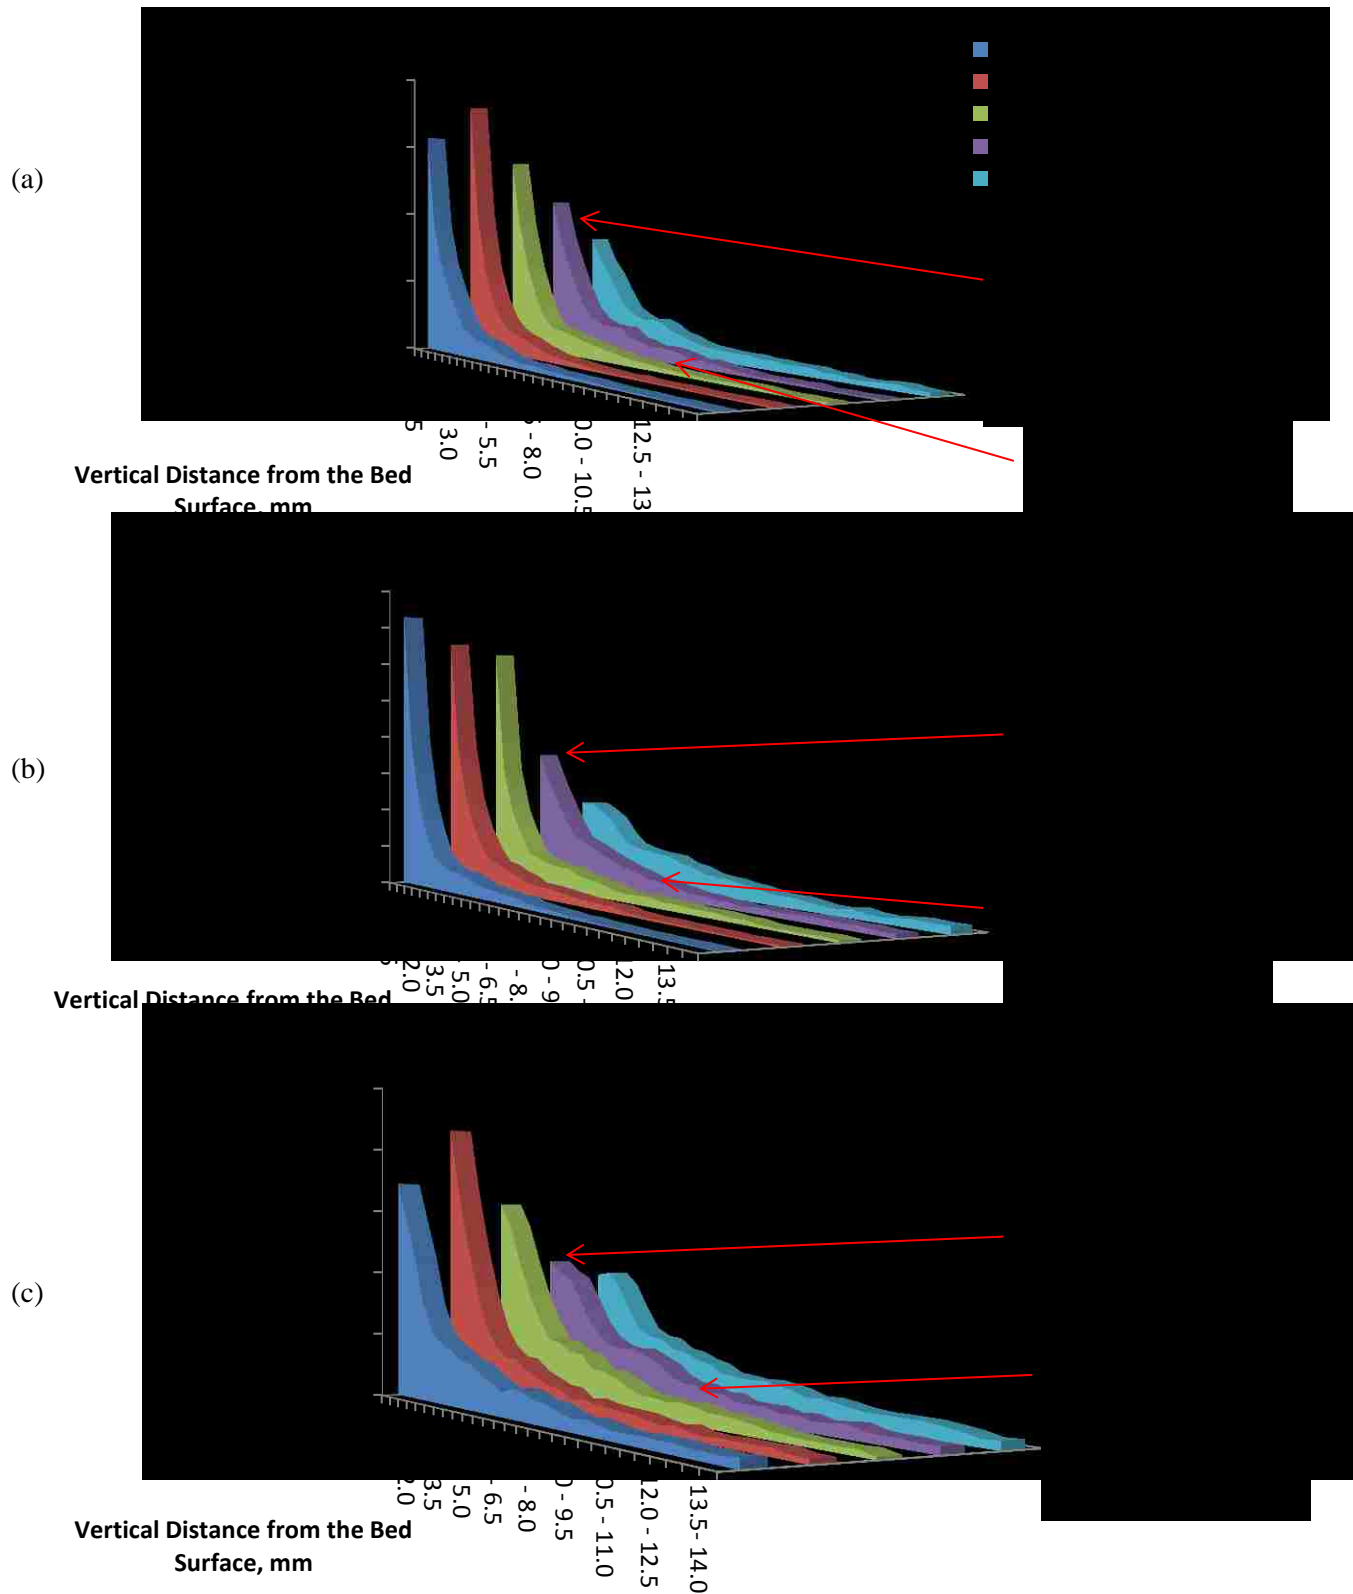 (a)
5
3.0
- 5.5
- 8.0
0.0 - 10.5
12.5 - 13
Vertical Distance from the Bed
Surface, mm
(b)
2.0
3.5
5.0
- 6.5
- 8.
0 - 9
0.5 -
12.0
13.5
Vertical Distance from the Bed
(c)
2.0
3.5
5.0
- 6.5
- 8.0
0 - 9.5
0.5 - 11.0
12.0 - 12.5
13.5- 14.0
Vertical Distance from the Bed
Surface, mm